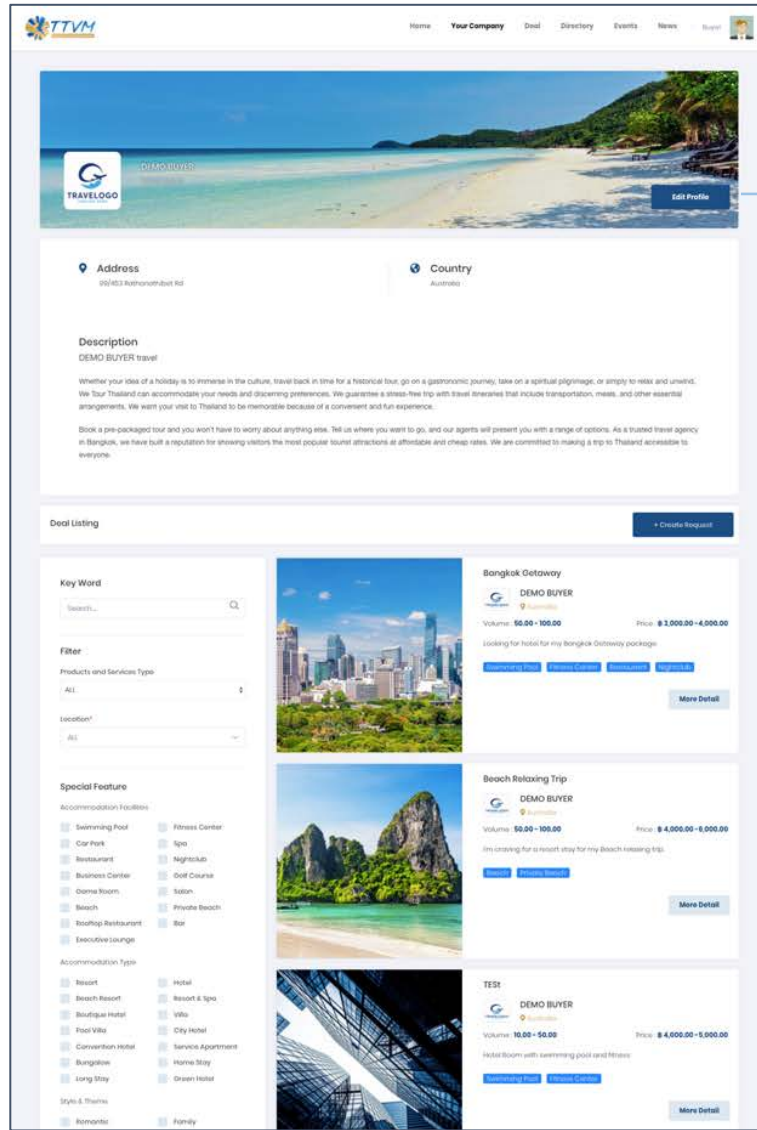 TTVM
Home Your Company Deal Directory Events News Buyer
TRAVELOGO
DEMO BUYER
Edit Profile
Address
Country
Australia
Description
DEMO BUYER travel
Whether your idea of a holiday is to immerse in the culture, travel back in time for a historical tour, go on a gastronomic journey, take on a spiritual pilgrimage, or simply to relax and unwind.
We Tour Thailand can accommodate your needs and discerning preferences. We guarantee a stress-free trip with travel itineraries that include transportation, meals, and other essential
arrangements. We want your visit to Thailand to be memorable because of a convenient and fun experience.
Book a pre-packaged tour and you won't have to worry about anything else. Tell us where you want to go, and our agents will present you with a range of options. As a trusted travel agency
in Bangkok, we have built a reputation for showing visitors the most popular tourist attractions at affordable and cheap rates. We are committed to making a trip to Thailand accessible to
everyone.
Deal Listing
+ Create Request
Key Word
Search...
Filter
Products and Services Type
ALL
Location*
ALL
Special Feature
Accommodation Facilities
Swimming Pool Fitness Center
Car Park Spa
Restaurant Nightclub
Business Center Golf Course
Game Room Salon
Beach Private Beach
Rooftop Restaurant Bar
Executive Lounge
Accommodation Type
Resort Hotel
Beach Resort Resort & Spa
Boutique Hotel Villa
Pool Villa City Hotel
Convention Hotel Service Apartment
Bungalow Home Stay
Long Stay Green Hotel
Style & Theme
Romantic Family
Bangkok Getaway
DEMO BUYER
Australia
Volume : 50.00 - 100.00 Price : ฿ 2,000.00 -4,000.00
Looking for hotel for my Bangkok Getaway package.
Swimming Pool Fitness Center Restaurant Nightclub
More Detail
Beach Relaxing Trip
DEMO BUYER
Australia
Volume : 50.00 - 100.00 Price : ฿ 4,000.00 -6,000.00
I'm craving for a resort stay for my Beach relaxing trip.
Beach Private Beach
More Detail
TESt
DEMO BUYER
Australia
Volume : 10.00 - 50.00 Price : ฿ 4,000.00 -5,000.00
Hotel Room with swimming pool and fitness
Swimming Pool Fitness Center
More Detail